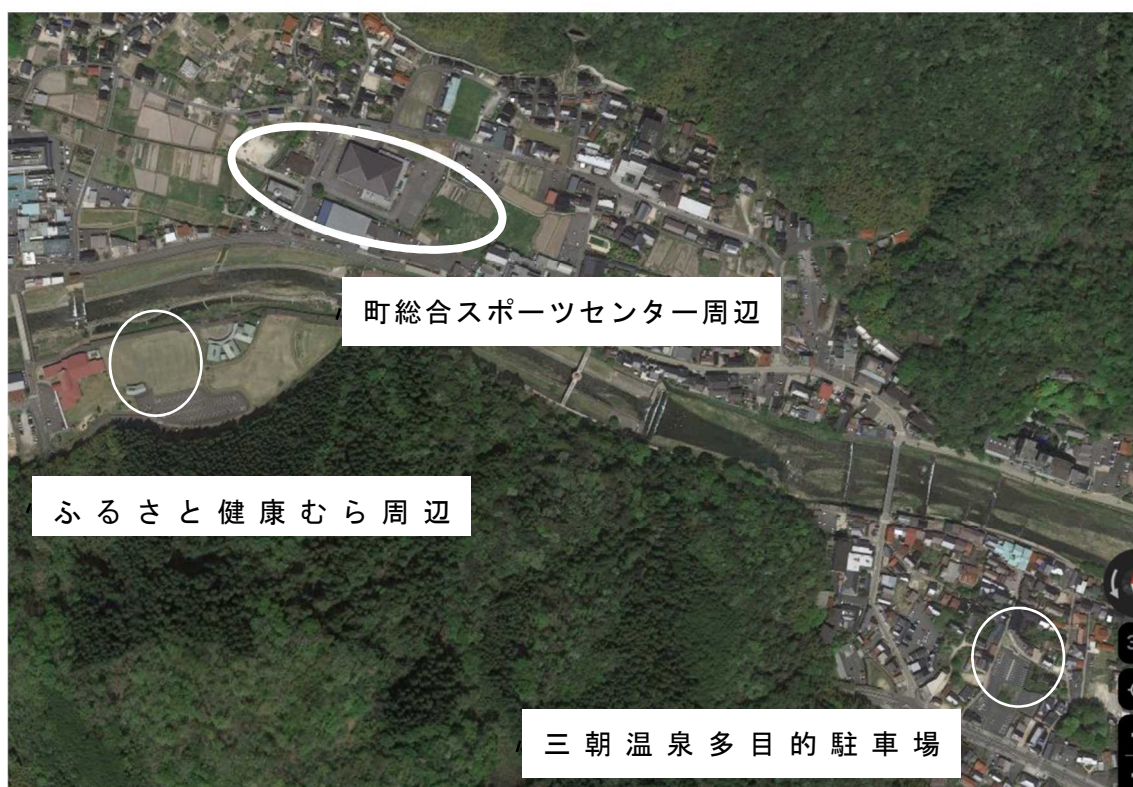 町総合スポーツセンター周辺
ふるさと健康むら周辺
三朝温泉多目的駐車場